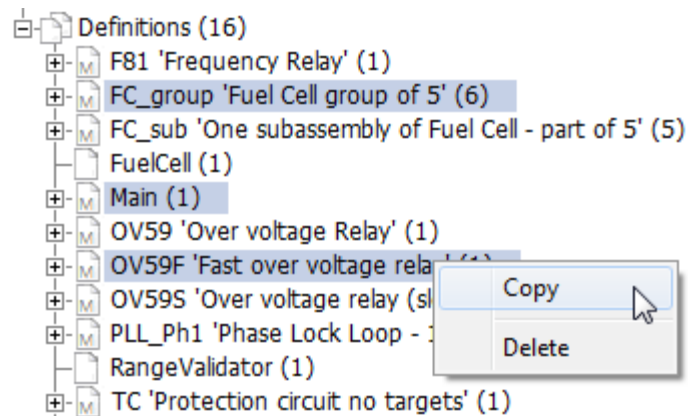 Definitions (16)
F81 'Frequency Relay' (1)
FC_group 'Fuel Cell group of 5' (6)
FC_sub 'One subassembly of Fuel Cell - part of 5' (5)
FuelCell (1)
Main (1)
OV59 'Over voltage Relay' (1)
OV59F 'Fast over voltage
OV59S 'Over voltage relay
PLL_Ph1 'Phase Lock Loop -
RangeValidator (1)
TC 'Protection circuit no targets' (1)
Copy
Delete